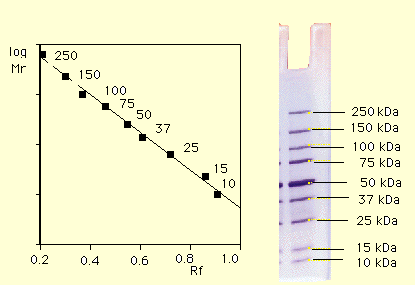 log
Mr
250
150
100
75
50
37
25
15
10
0.2
0.4
0.6
0.8
1.0
Rf
250 kDa
150 kDa
100 kDa
75 kDa
50 kDa
37 kDa
25 kDa
15 kDa
10 kDa